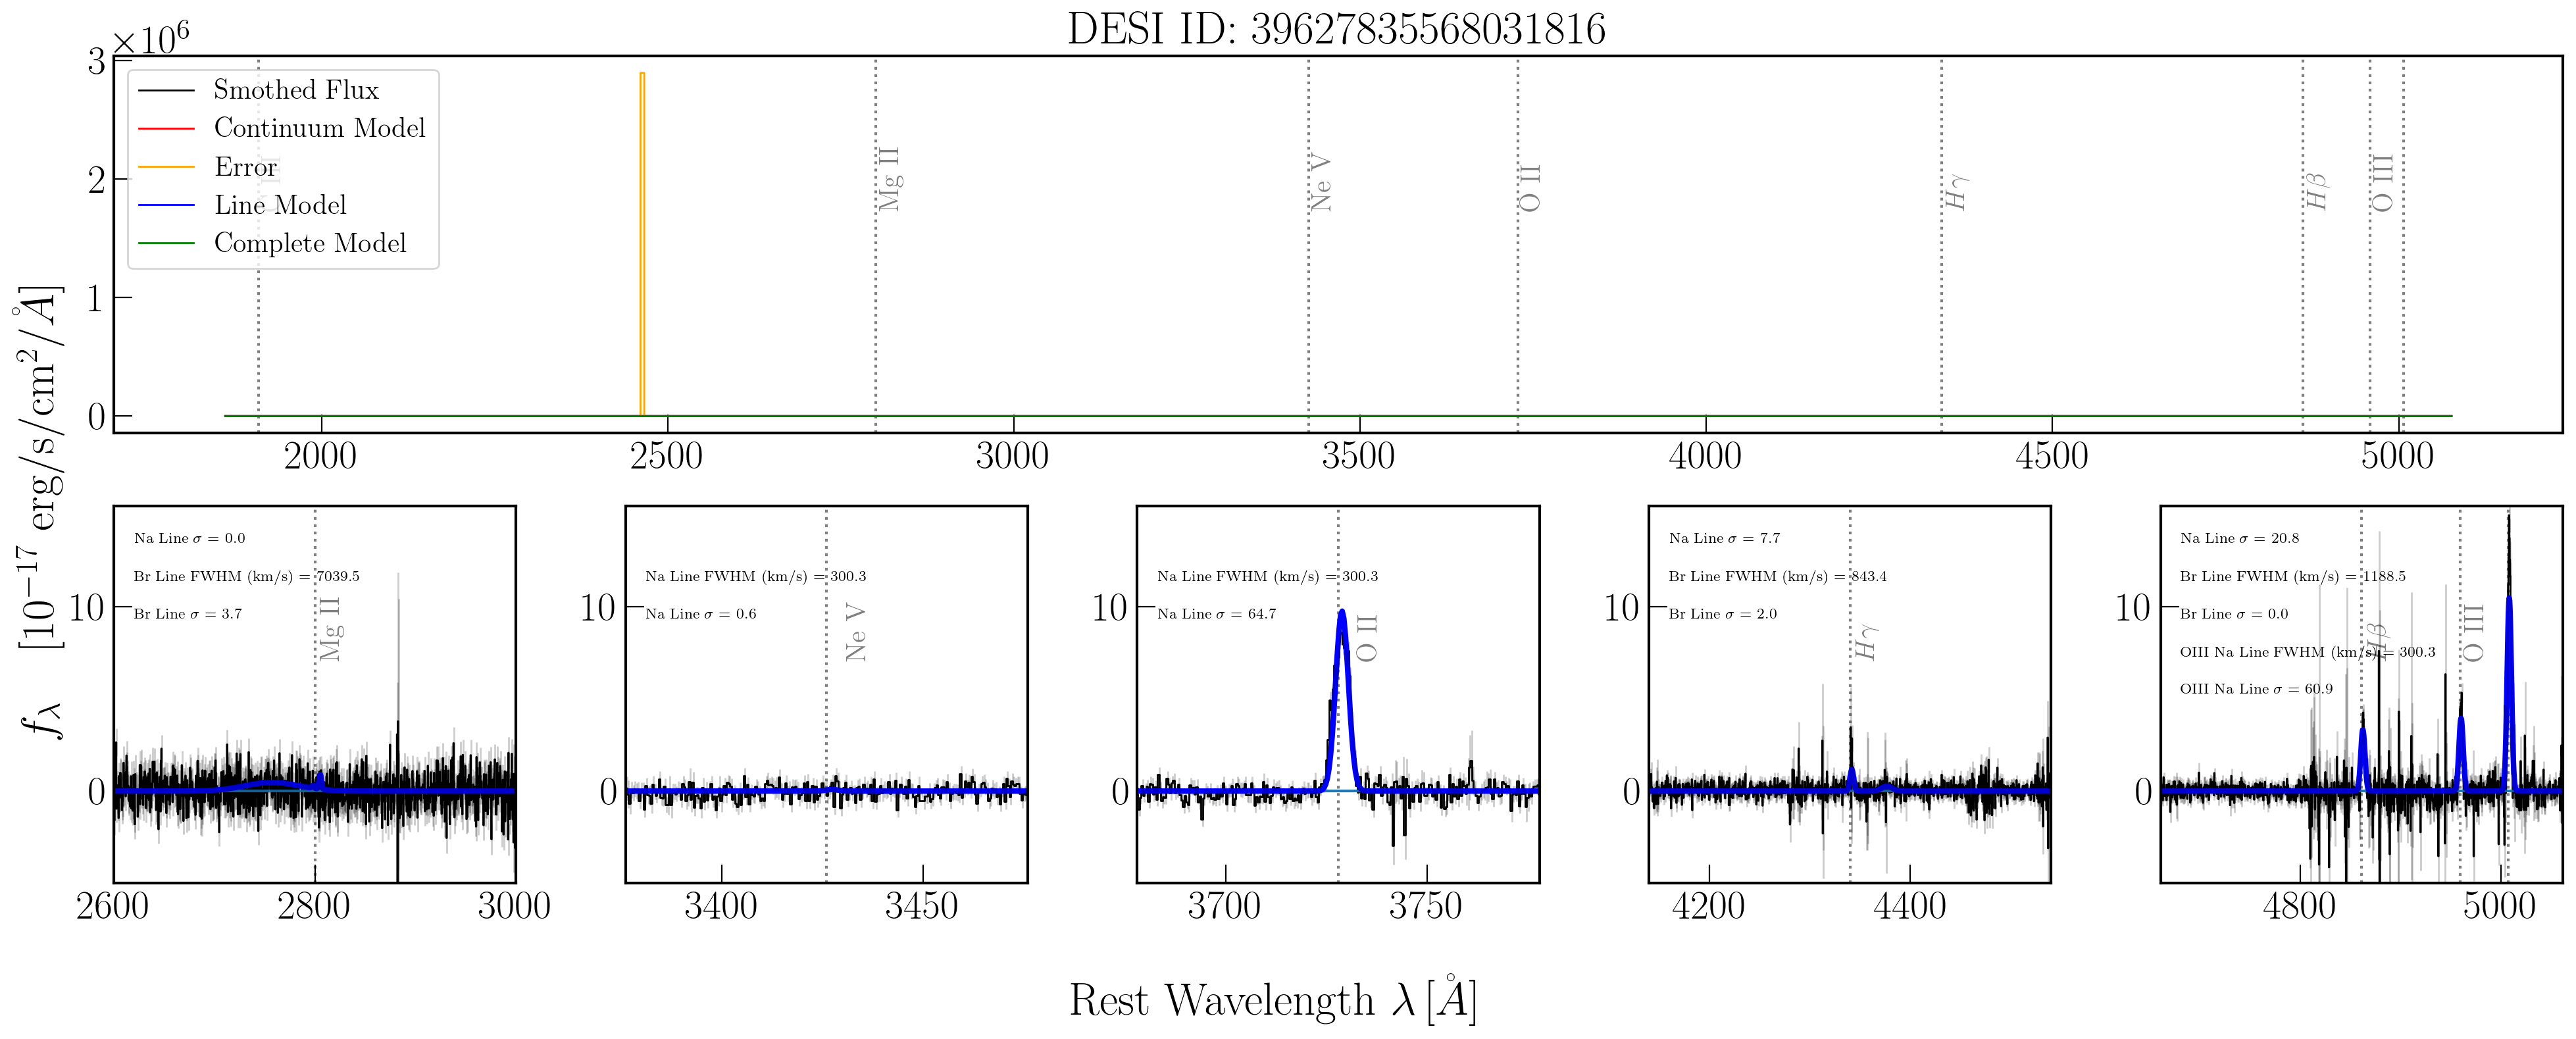 DESI ID: 39627835568031816
×10⁶
3
2
1
0
Smothed Flux
Continuum Model
Error
Line Model
Complete Model
Mg II
Ne V
O II
Hγ
Hβ
O III
2000 2500 3000 3500 4000 4500 5000
f_λ [10⁻¹⁷ erg/s/cm²/Å]
Na Line σ = 0.0
Br Line FWHM (km/s) = 7039.5
Br Line σ = 3.7
Mg II
10
0
2600 2800 3000
Na Line FWHM (km/s) = 300.3
Na Line σ = 0.6
Ne V
10
0
3400 3450
Na Line FWHM (km/s) = 300.3
Na Line σ = 64.7
O II
10
0
3700 3750
Na Line σ = 7.7
Br Line FWHM (km/s) = 843.4
Br Line σ = 2.0
Hγ
10
0
4200 4400
Na Line σ = 20.8
Br Line FWHM (km/s) = 1188.5
Br Line σ = 0.0
OIII Na Line FWHM (km/s) = 300.3
OIII Na Line σ = 60.9
Hβ
O III
10
0
4800 5000
Rest Wavelength λ [Å]